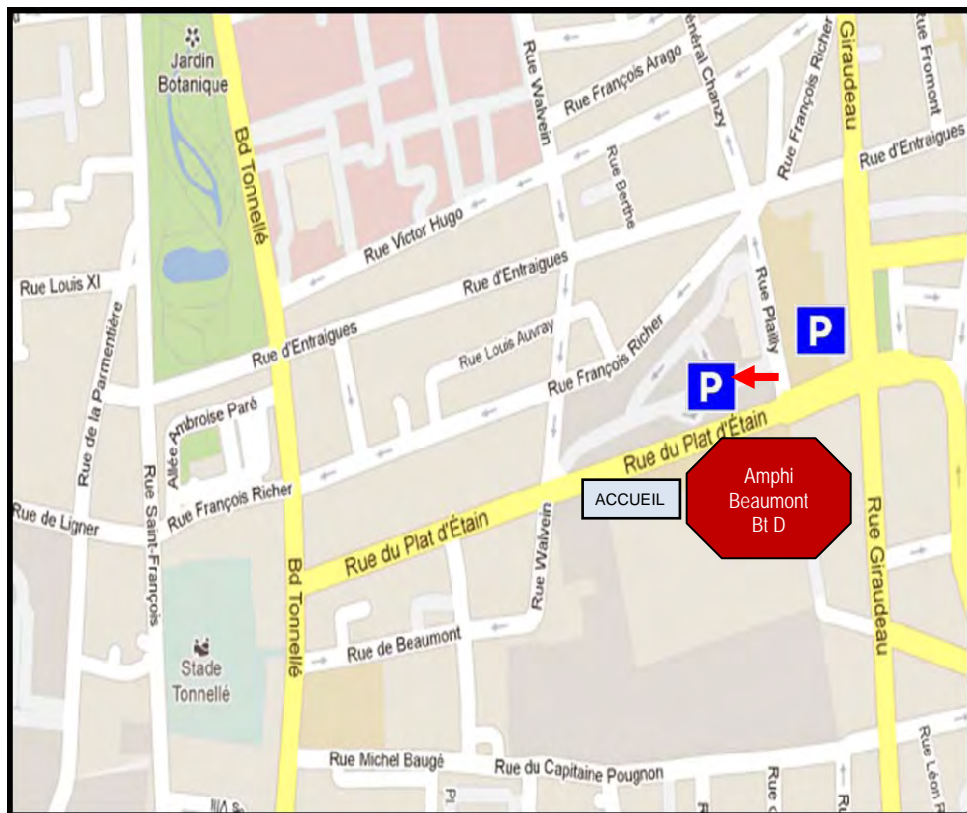 Jardin
Botanique
Bd Tonnellé
Rue Walvein
Rue François Arago
Général Chanzy
Rue François Richer
Giraudeau
Rue Fromont
Rue d'Entraigues
Rue Berthe
Rue Victor Hugo
Rue d'Entraigues
Rue Louis XI
Rue de la Parmentière
Rue d'Entraigues
Rue Louis Auvray
Rue François Richer
Rue Plailly
P
P
Allée Ambroise Paré
Rue du Plat d'Étain
Rue Saint-François
Rue François Richer
Rue de Ligner
ACCUEIL
Amphi
Beaumont
Bt D
Rue du Plat d'Étain
Rue Walvein
Rue Giraudeau
Bd Tonnellé
Rue de Beaumont
Stade
Tonnellé
Rue Michel Baugé
Rue du Capitaine Pougnon
Rue Léon